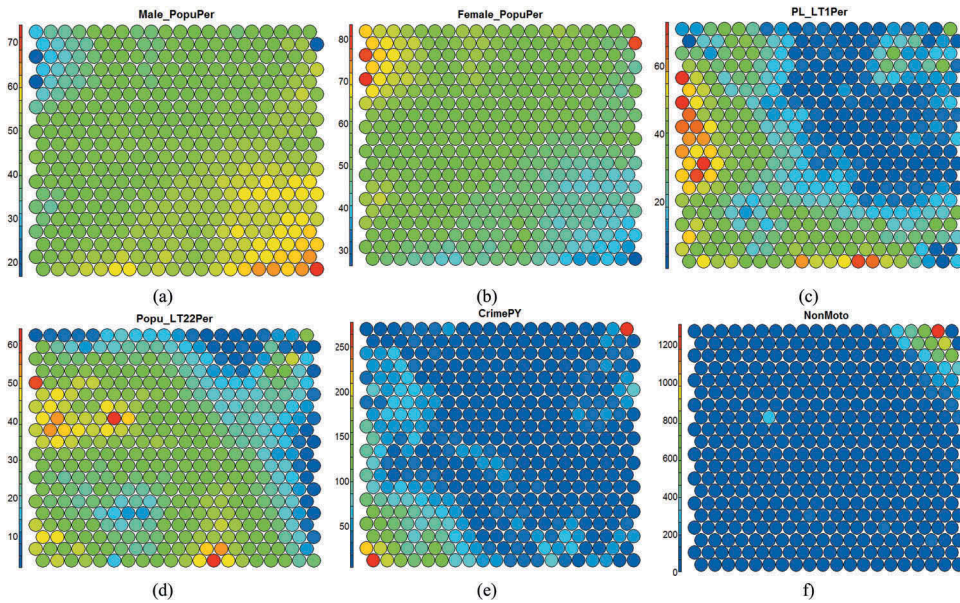 Male_PopuPer
70
60
50
40
30
20
(a)
Female_PopuPer
80
70
60
50
40
30
(b)
PL_LT1Per
60
40
20
(c)
Popu_LT22Per
60
50
40
30
20
10
(d)
CrimePY
250
200
150
100
50
(e)
NonMoto
1200
1000
800
600
400
200
0
f)